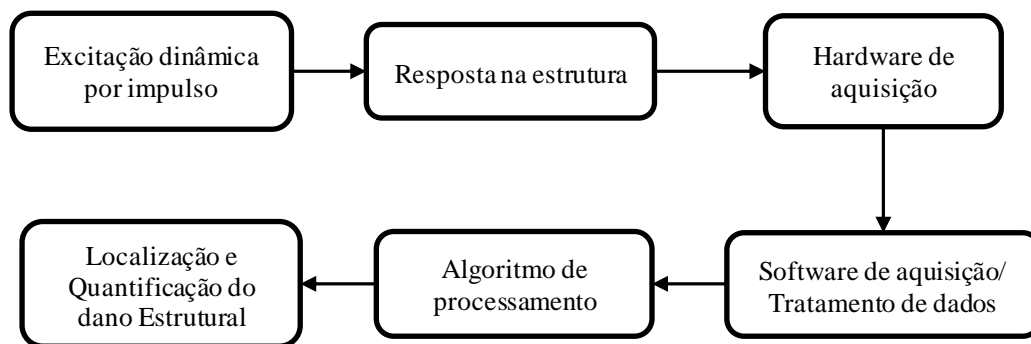 Excitação dinâmica
por impulso
Resposta na estrutura
Hardware de
aquisição
Software de aquisição/
Tratamento de dados
Algoritmo de
processamento
Localização e
Quantificação do
dano Estrutural